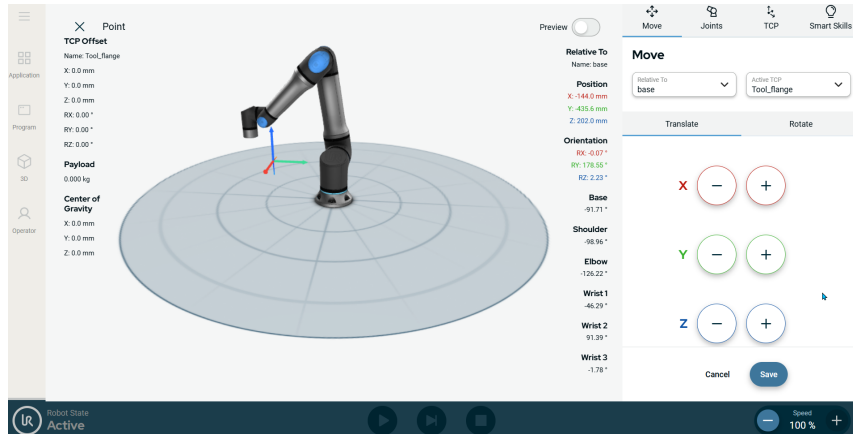 Point
Preview
TCP Offset
Name: Tool_flange
X: 0.0 mm
Y: 0.0 mm
Z: 0.0 mm
RX: 0.00 °
RY: 0.00 °
RZ: 0.00 °
Payload
0.000 kg
Center of
Gravity
X: 0.0 mm
Y: 0.0 mm
Z: 0.0 mm
Relative To
Name: base
Position
X: -144.0 mm
Y: -435.6 mm
Z: 202.0 mm
Orientation
RX: -0.07 °
RY: 178.55 °
RZ: 2.23 °
Base
-91.71 °
Shoulder
-98.96 °
Elbow
-126.22 °
Wrist 1
-46.29 °
Wrist 2
91.39 °
Wrist 3
-1.78 °
Application
Program
3D
Operator
Move
Joints
TCP
Smart Skills
Move
Relative To
base
Active TCP
Tool_flange
Translate
Rotate
X − +
Y − +
Z − +
Cancel
Save
UR
Robot State
Active
Speed
− 100 % +